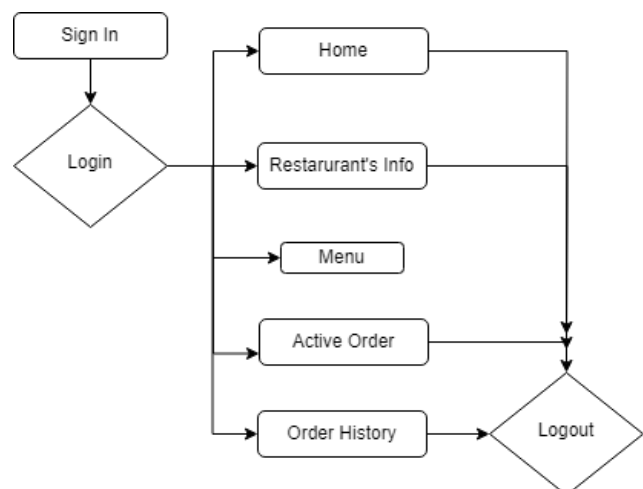 Sign In
Home
Login
Restarurant's Info
Menu
Active Order
Order History
Logout